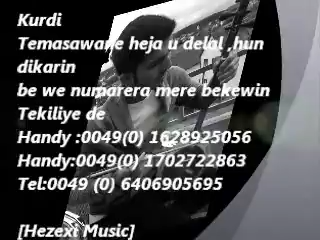 Kurdi
Temasawane heja u delal ,hun
dikarin
be we numarera mere bekewin
Tekiliye de
Handy :0049(0) 1628925056
Handy:0049(0) 1702722863
Tel:0049 (0) 6406905695
[Hezexi Music]